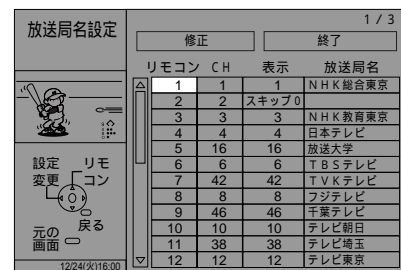 放送局名設定
1 / 3
修正 終了
リモコン CH 表示 放送局名
1 1 1 NHK総合東京
2 2 スキップ0
3 3 3 NHK教育東京
4 4 4 日本テレビ
5 16 16 放送大学
6 6 6 TBSテレビ
7 42 42 TVKテレビ
8 8 8 フジテレビ
9 46 46 千葉テレビ
10 10 10 テレビ朝日
11 38 38 テレビ埼玉
12 12 12 テレビ東京
設定 リモ
変更 コン
戻る
元の
画面
12/24(火)16:00